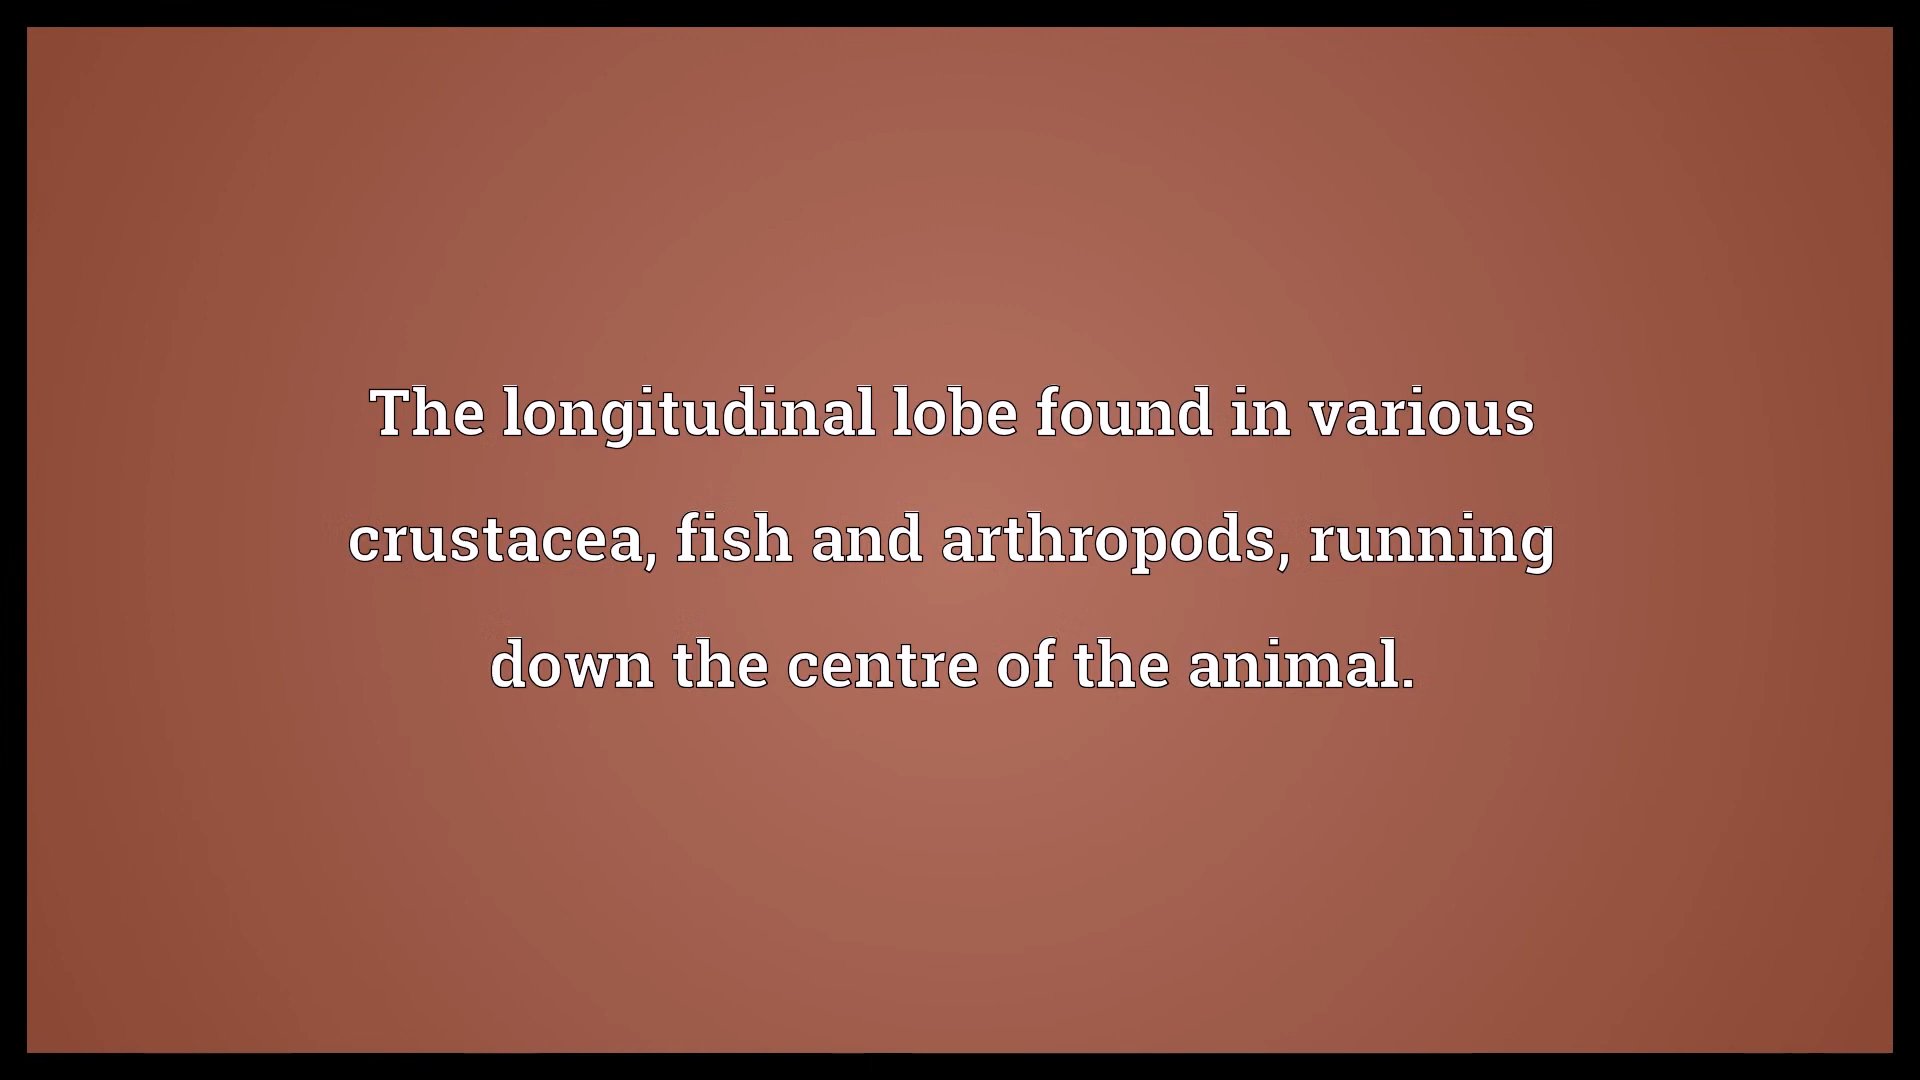 The longitudinal lobe found in various
crustacea, fish and arthropods, running
down the centre of the animal.